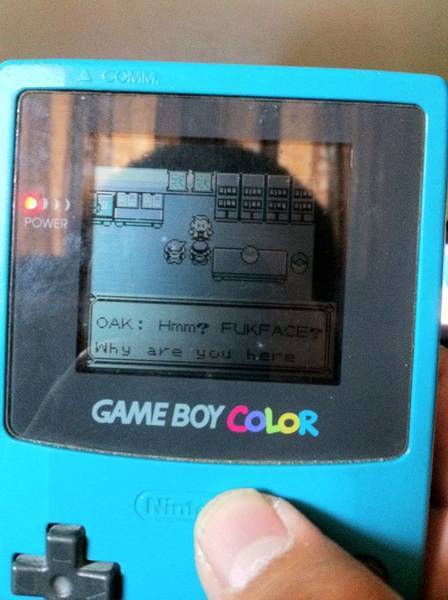 COMM.
POWER
OAK: Hmm? FUKFACE?
Why are you here
GAME BOY COLOR